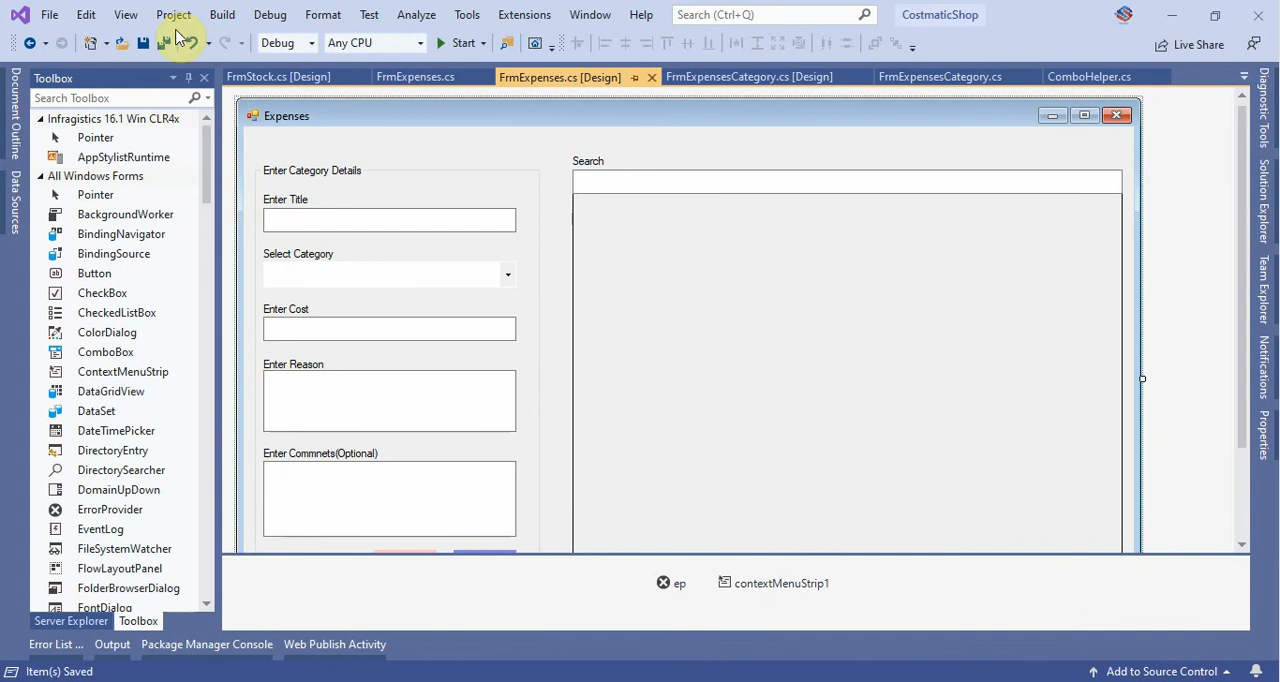 File Edit View Project Build Debug Format Test Analyze Tools Extensions Window Help Search (Ctrl+Q) CostmaticShop
Debug Any CPU Start Live Share
Document Outline
Data Sources
Toolbox
Search Toolbox
Infragistics 16.1 Win CLR4x
Pointer
AppStylistRuntime
All Windows Forms
Pointer
BackgroundWorker
BindingNavigator
BindingSource
Button
CheckBox
CheckedListBox
ColorDialog
ComboBox
ContextMenuStrip
DataGridView
DataSet
DateTimePicker
DirectoryEntry
DirectorySearcher
DomainUpDown
ErrorProvider
EventLog
FileSystemWatcher
FlowLayoutPanel
FolderBrowserDialog
FontDialog
Server Explorer Toolbox
FrmStock.cs [Design] FrmExpenses.cs FrmExpenses.cs [Design] FrmExpensesCategory.cs [Design] FrmExpensesCategory.cs ComboHelper.cs
Expenses
Enter Category Details
Enter Title
Select Category
Enter Cost
Enter Reason
Enter Commnets(Optional)
Search
ep contextMenuStrip1
Diagnostic Tools
Solution Explorer
Team Explorer
Notifications
Properties
Error List ... Output Package Manager Console Web Publish Activity
Item(s) Saved Add to Source Control